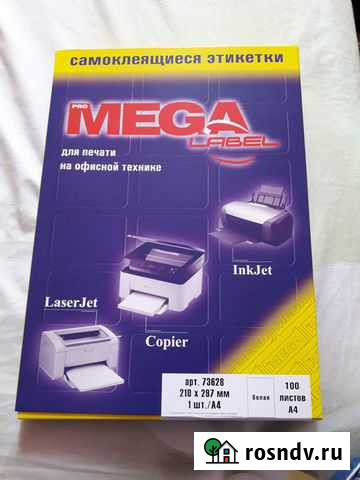 самоклеящиеся этикетки
PRO
MEGA
LABEL
для печати
на офисной технике
InkJet
LaserJet
Copier
арт. 73628
210 x 297 мм
1 шт./А4
белая
100
листов
А4
rosndv.ru